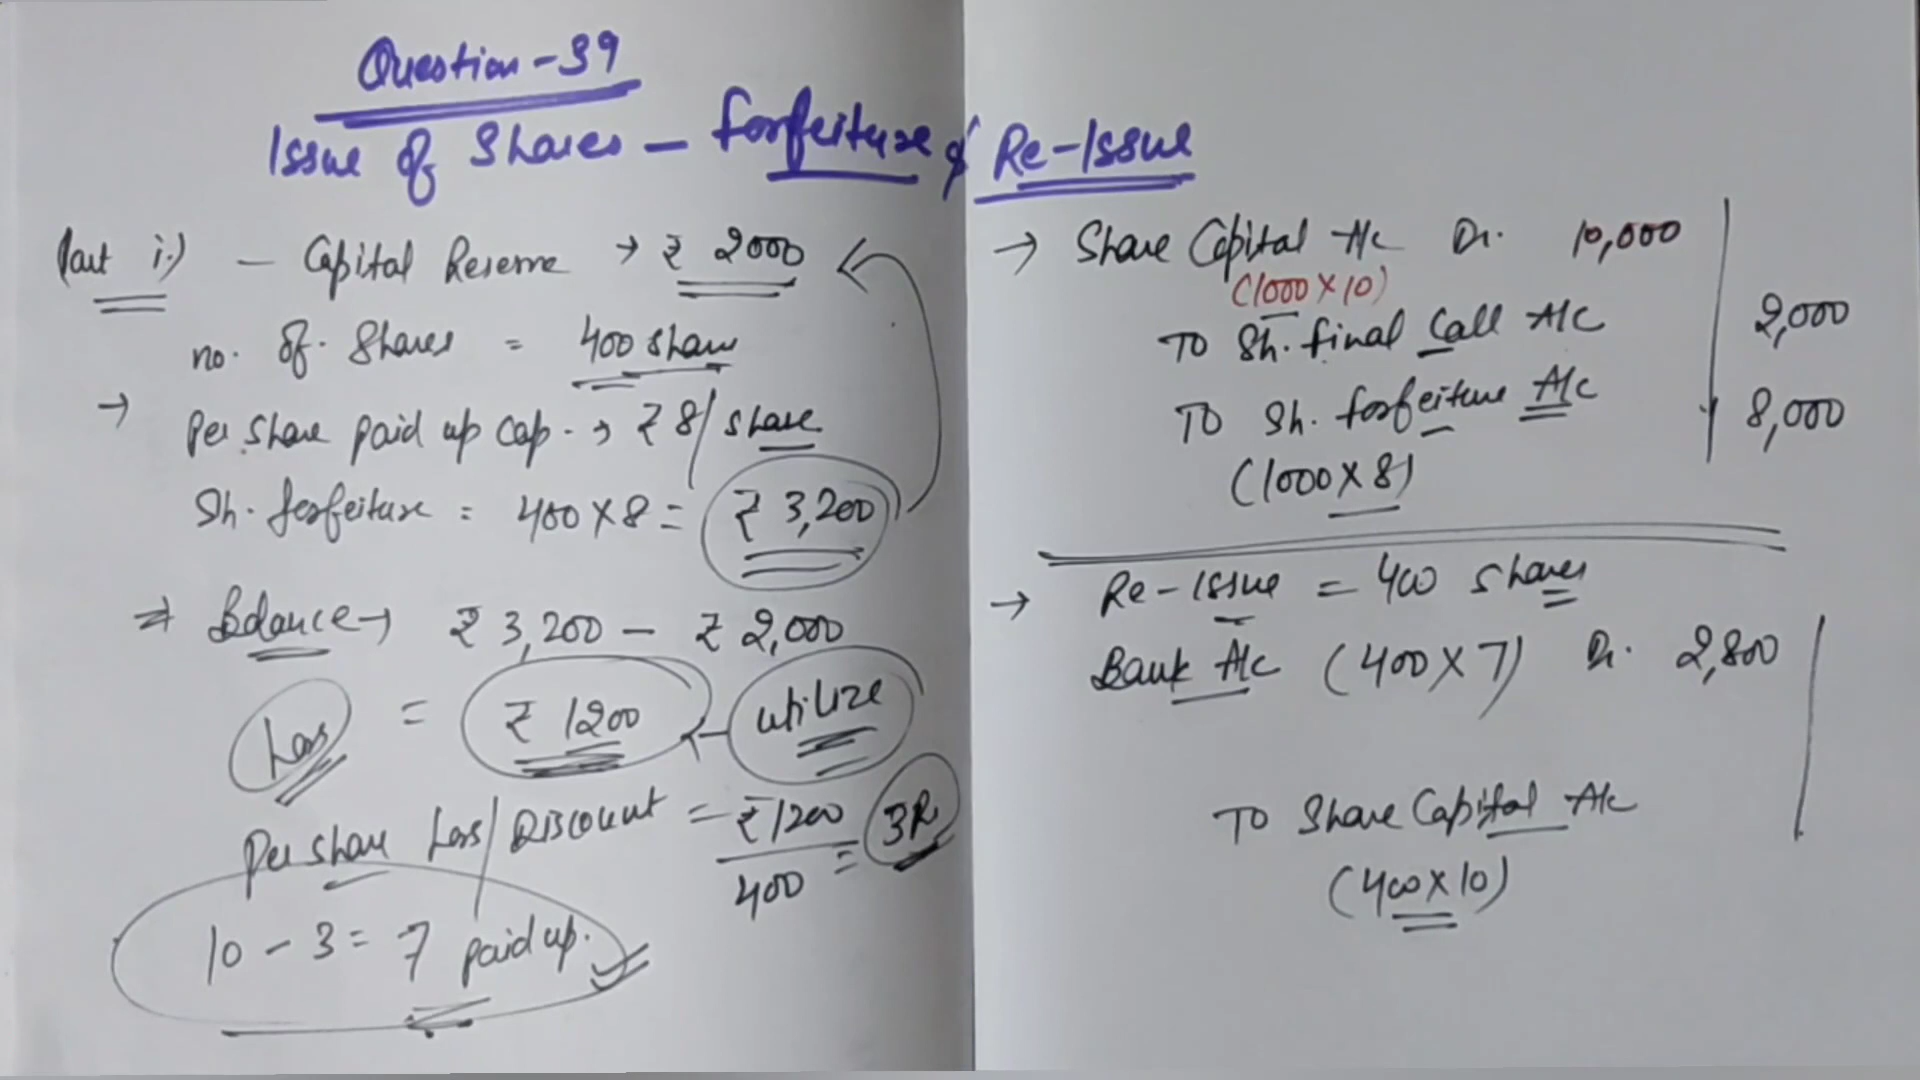 Question-39
Issue of Shares - Forfeiture & Re-Issue
Part i.) - Capital Reserve → ₹ 2000
no. of. Shares = 400 share
→ Per share paid up cap. → ₹ 8/share
Sh. forfeiture = 400 x 8 = ₹ 3,200
⇒ Balance → ₹ 3,200 - ₹ 2,000
Loss = ₹ 1200 ← utilize
Per share Loss/Discount = ₹ 1200 / 400 = 3R
10 - 3 = 7 paid up.
→ Share Capital A/c Dr. 10,000
(1000 x 10)
To Sh. final Call A/c 2,000
To Sh. forfeiture A/c 8,000
(1000 x 8)
→ Re-Issue = 400 shares
Bank A/c (400 x 7) Dr. 2,800
To Share Capital A/c
(400 x 10)